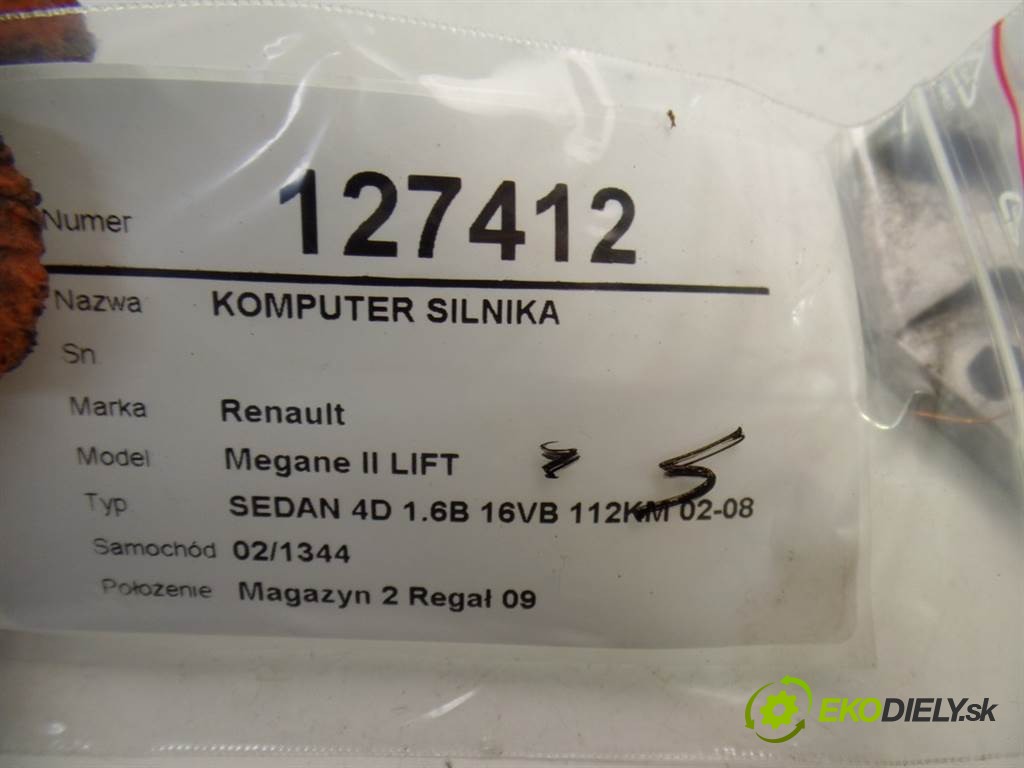 Numer 127412
Nazwa KOMPUTER SILNIKA
Sn
Marka Renault
Model Megane II LIFT
Typ SEDAN 4D 1.6B 16VB 112KM 02-08
Samochód 02/1344
Położenie Magazyn 2 Regał 09
EKODIELY.sk